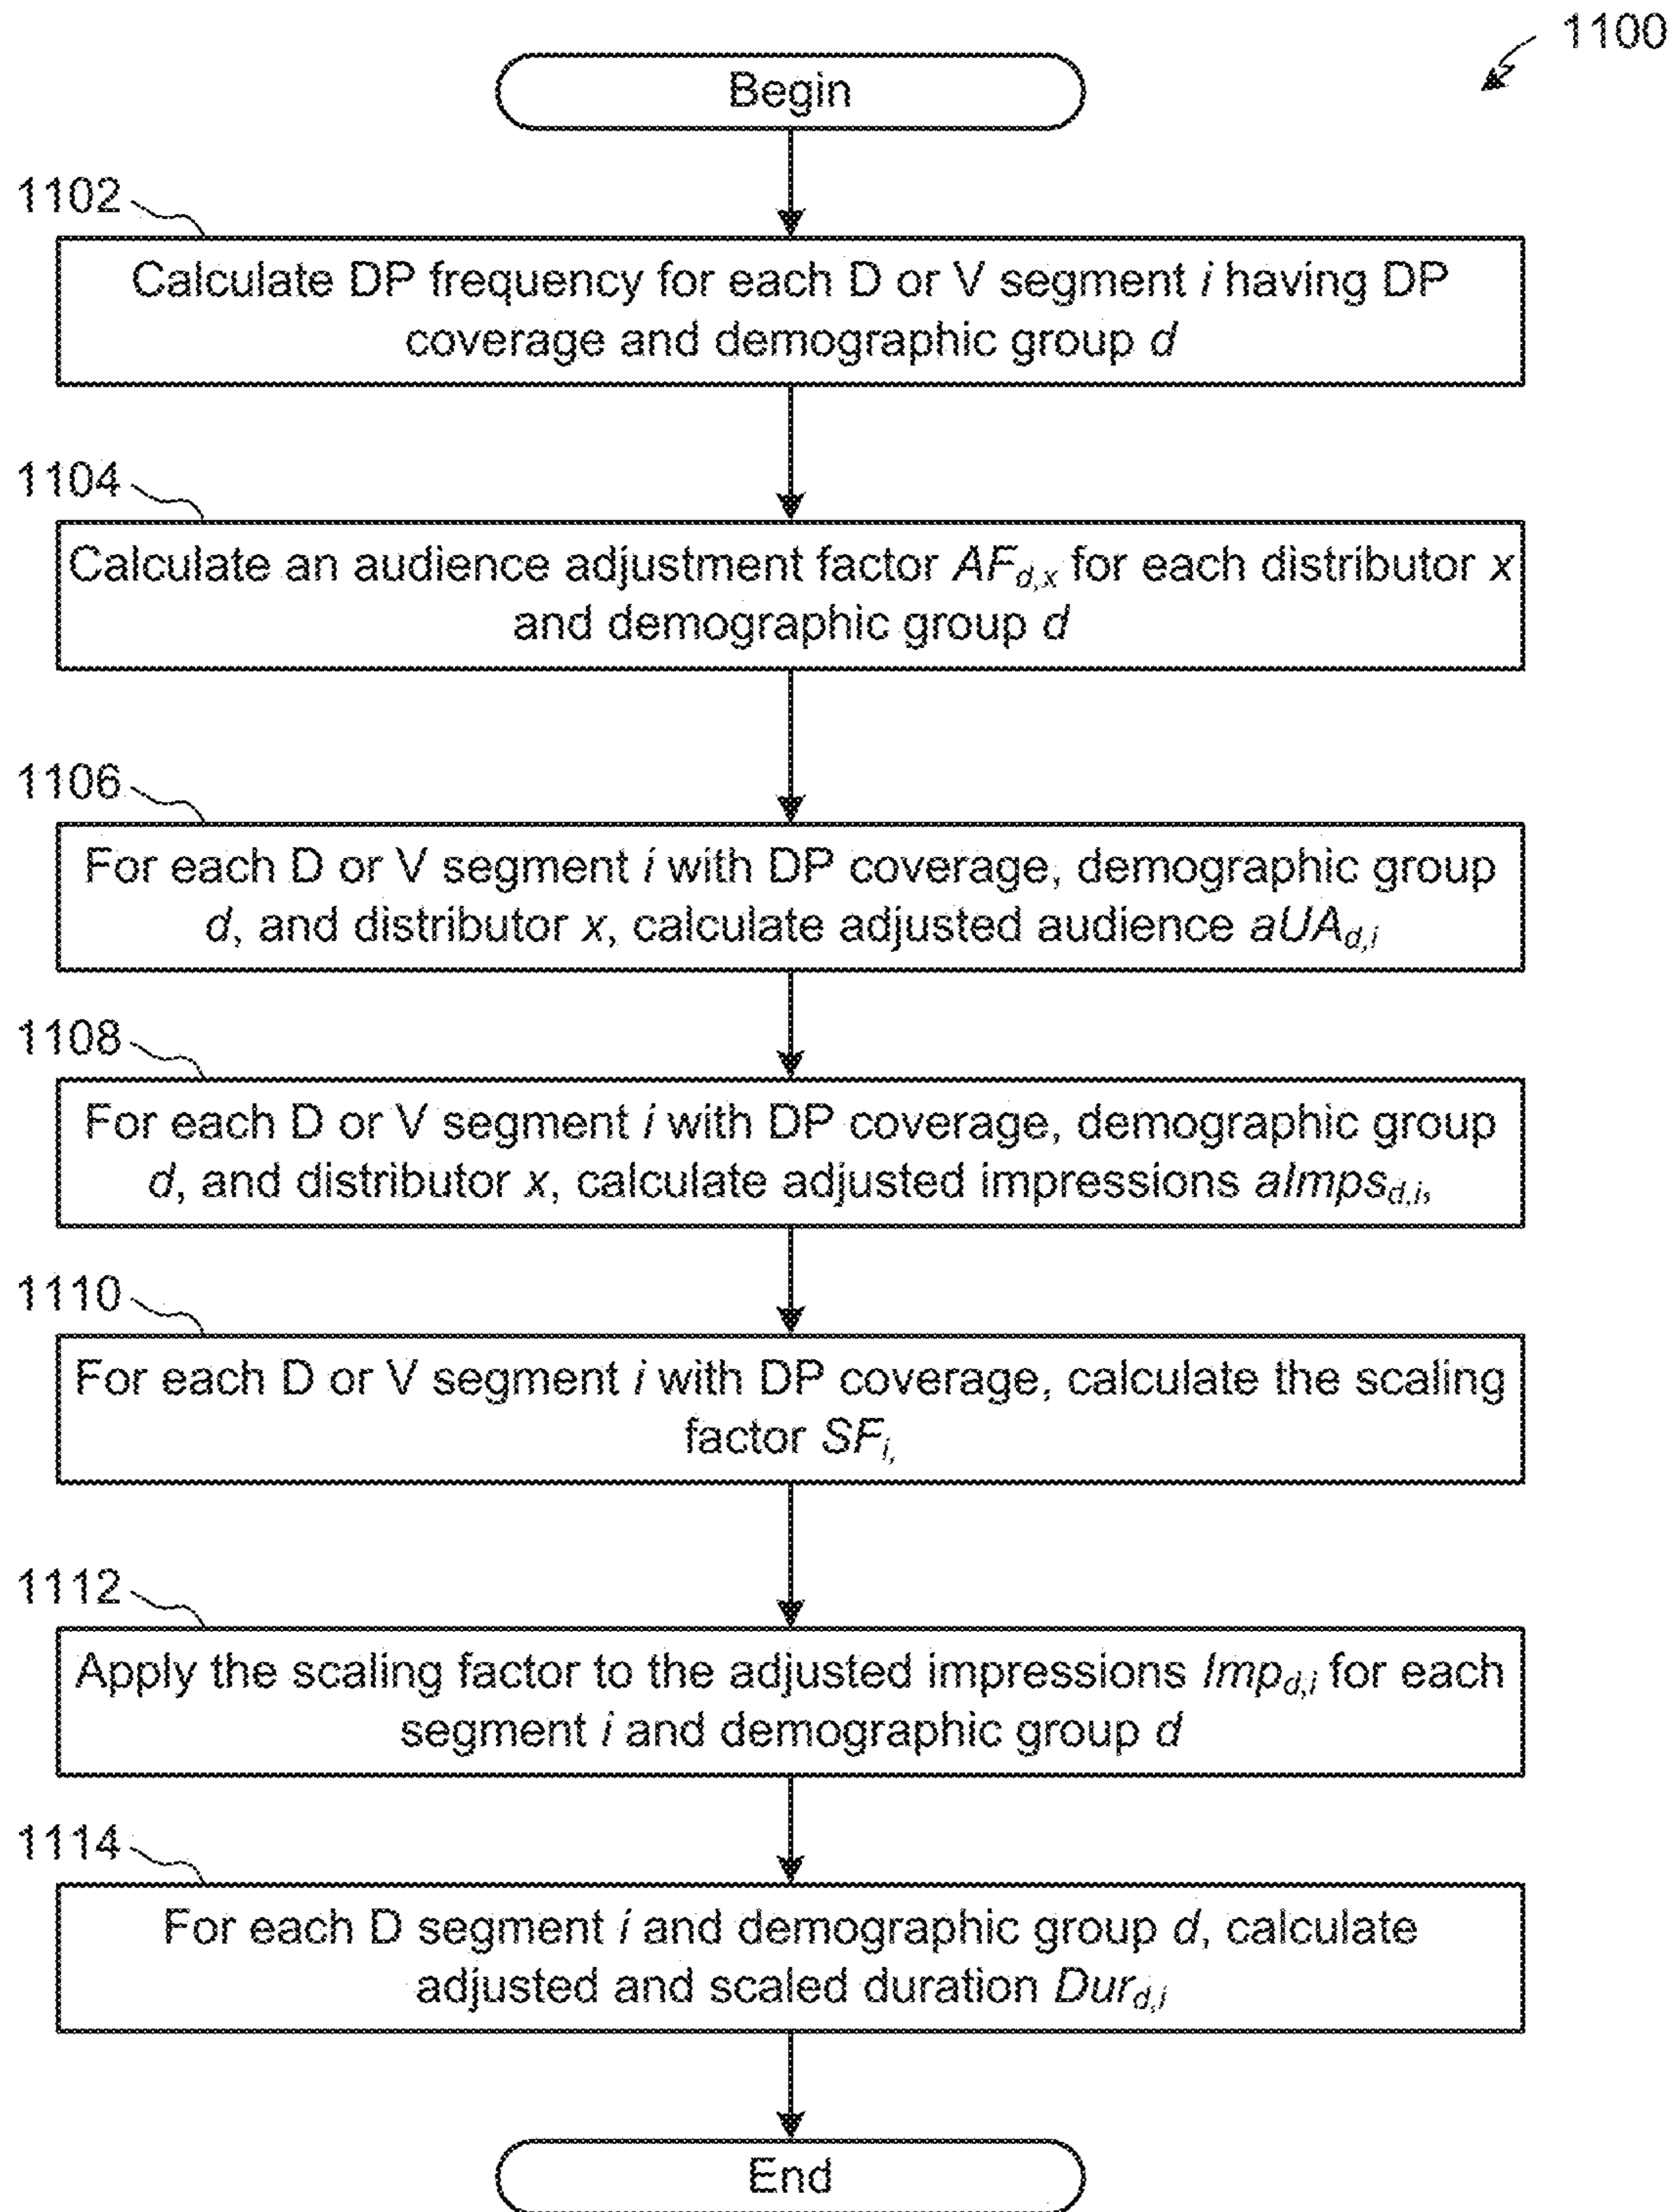 1100
Begin
1102
Calculate DP frequency for each D or V segment i having DP
coverage and demographic group d
1104
Calculate an audience adjustment factor AFd,x for each distributor x
and demographic group d
1106
For each D or V segment i with DP coverage, demographic group
d, and distributor x, calculate adjusted audience aUAd,i
1108
For each D or V segment i with DP coverage, demographic group
d, and distributor x, calculate adjusted impressions aImpsd,i,
1110
For each D or V segment i with DP coverage, calculate the scaling
factor SFi,
1112
Apply the scaling factor to the adjusted impressions Impd,i for each
segment i and demographic group d
1114
For each D segment i and demographic group d, calculate
adjusted and scaled duration Durd,i
End